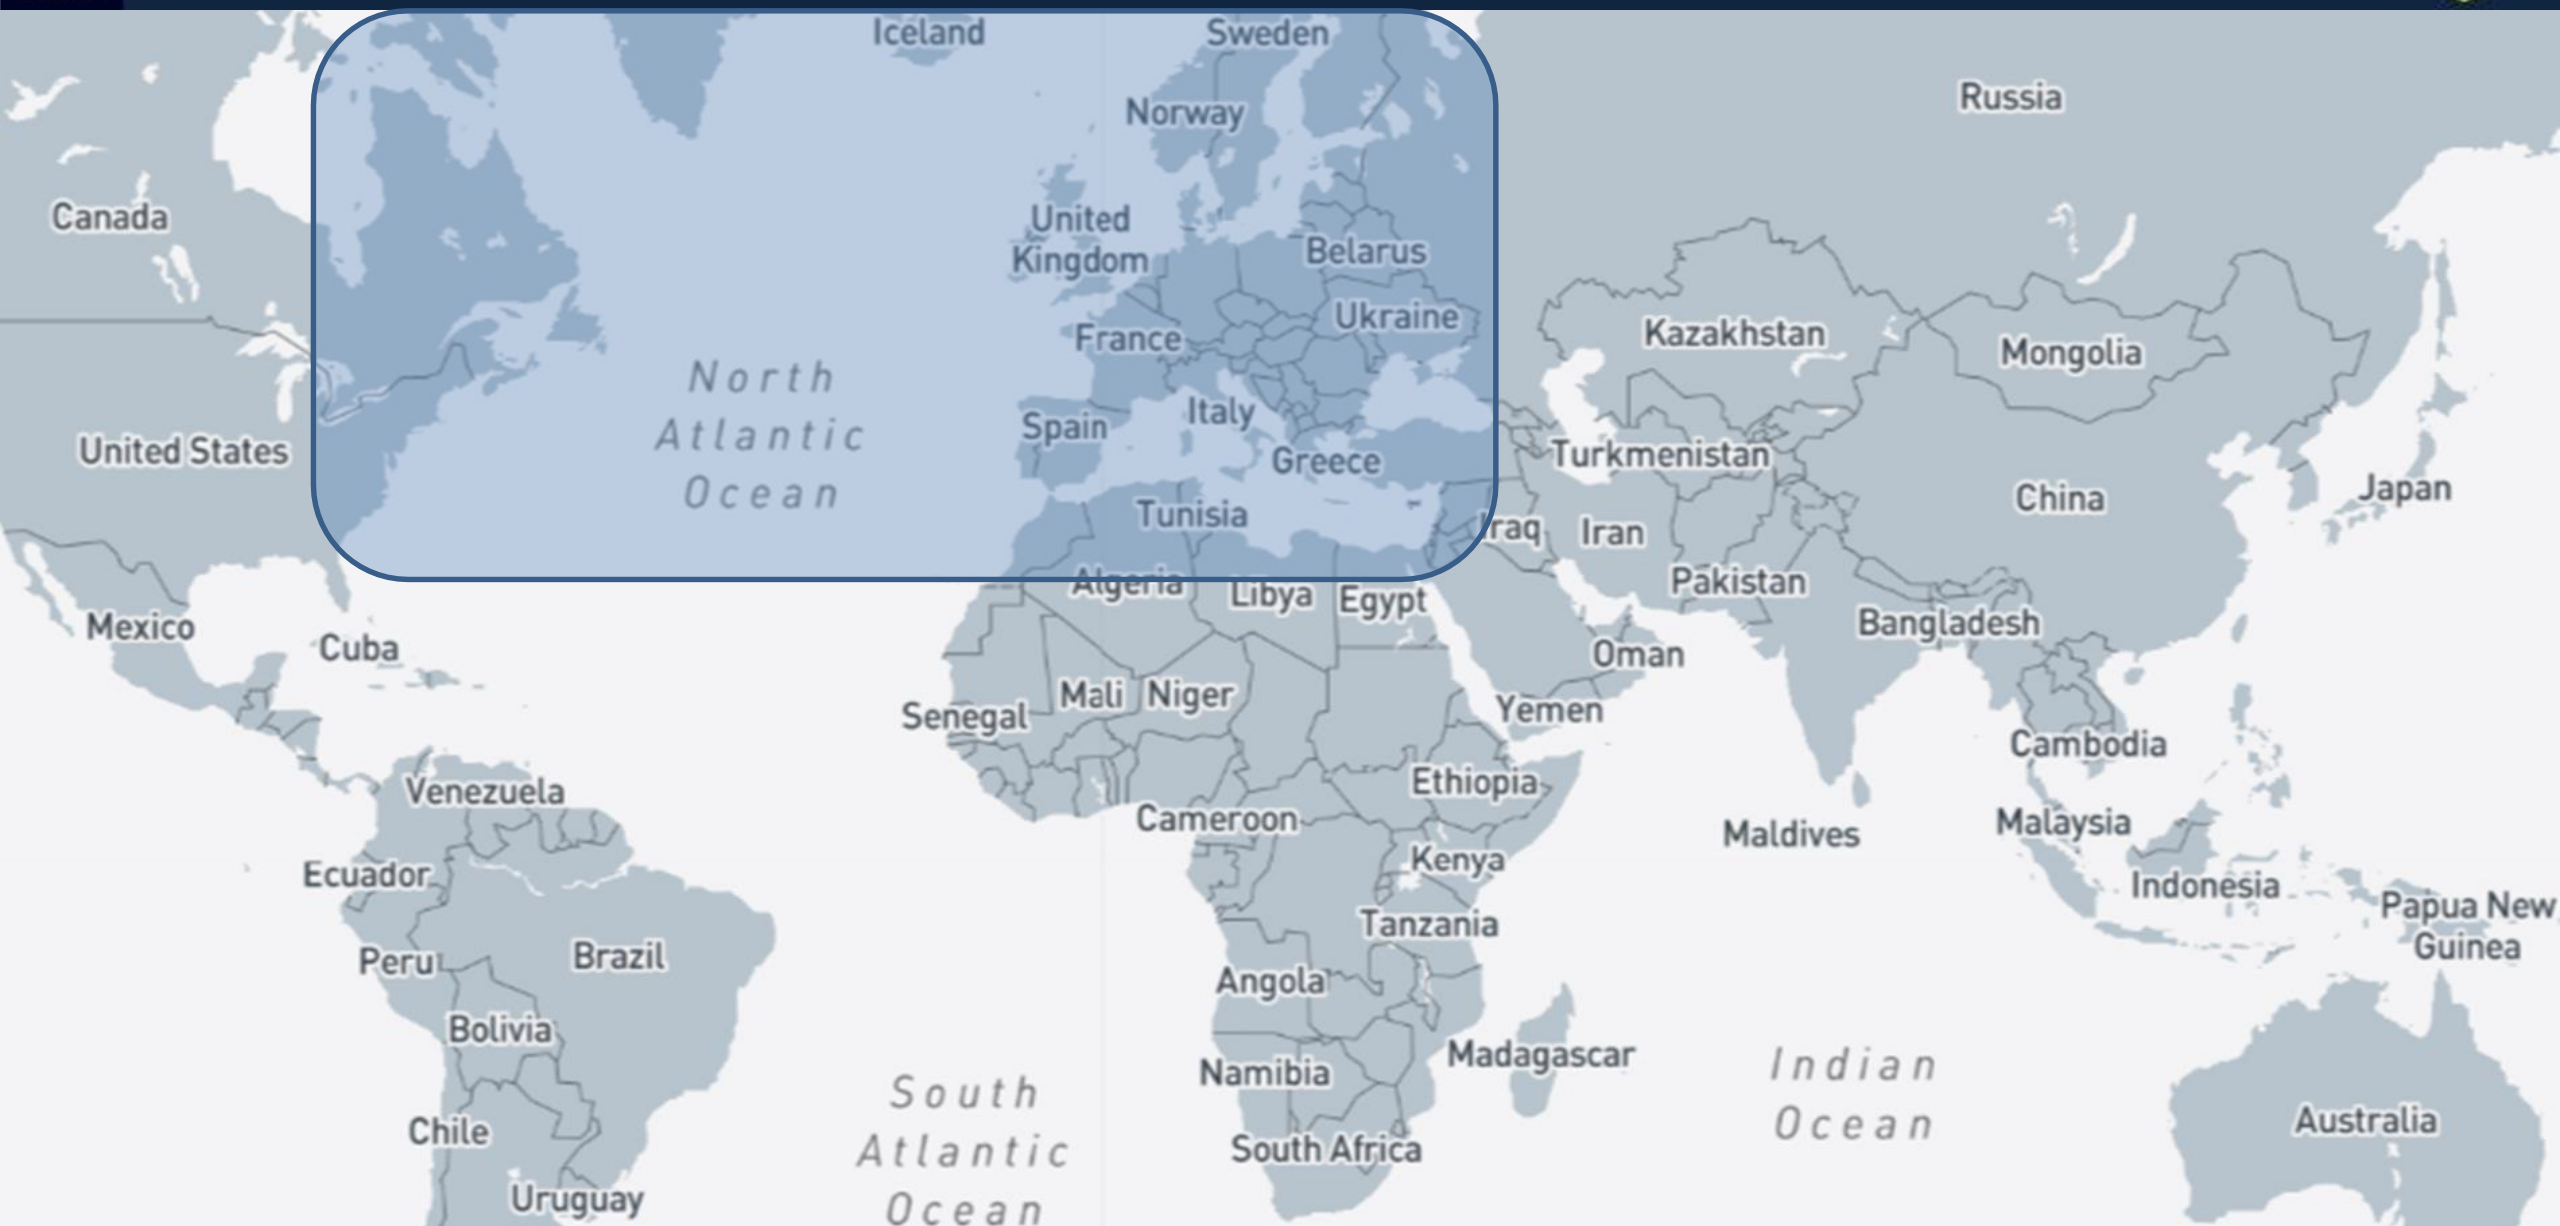 Iceland
Sweden
Norway
Russia
Canada
United
Kingdom
Belarus
Ukraine
France
Kazakhstan
Mongolia
North
Atlantic
Ocean
Spain
Italy
Greece
United States
Turkmenistan
China
Japan
Tunisia
Iraq
Iran
Algeria
Libya
Egypt
Pakistan
Bangladesh
Mexico
Cuba
Oman
Senegal
Mali
Niger
Yemen
Cambodia
Venezuela
Ethiopia
Cameroon
Maldives
Malaysia
Ecuador
Kenya
Indonesia
Papua New
Guinea
Tanzania
Peru
Brazil
Angola
Bolivia
Namibia
Madagascar
Indian
Ocean
South
Atlantic
Ocean
Chile
Australia
South Africa
Uruguay